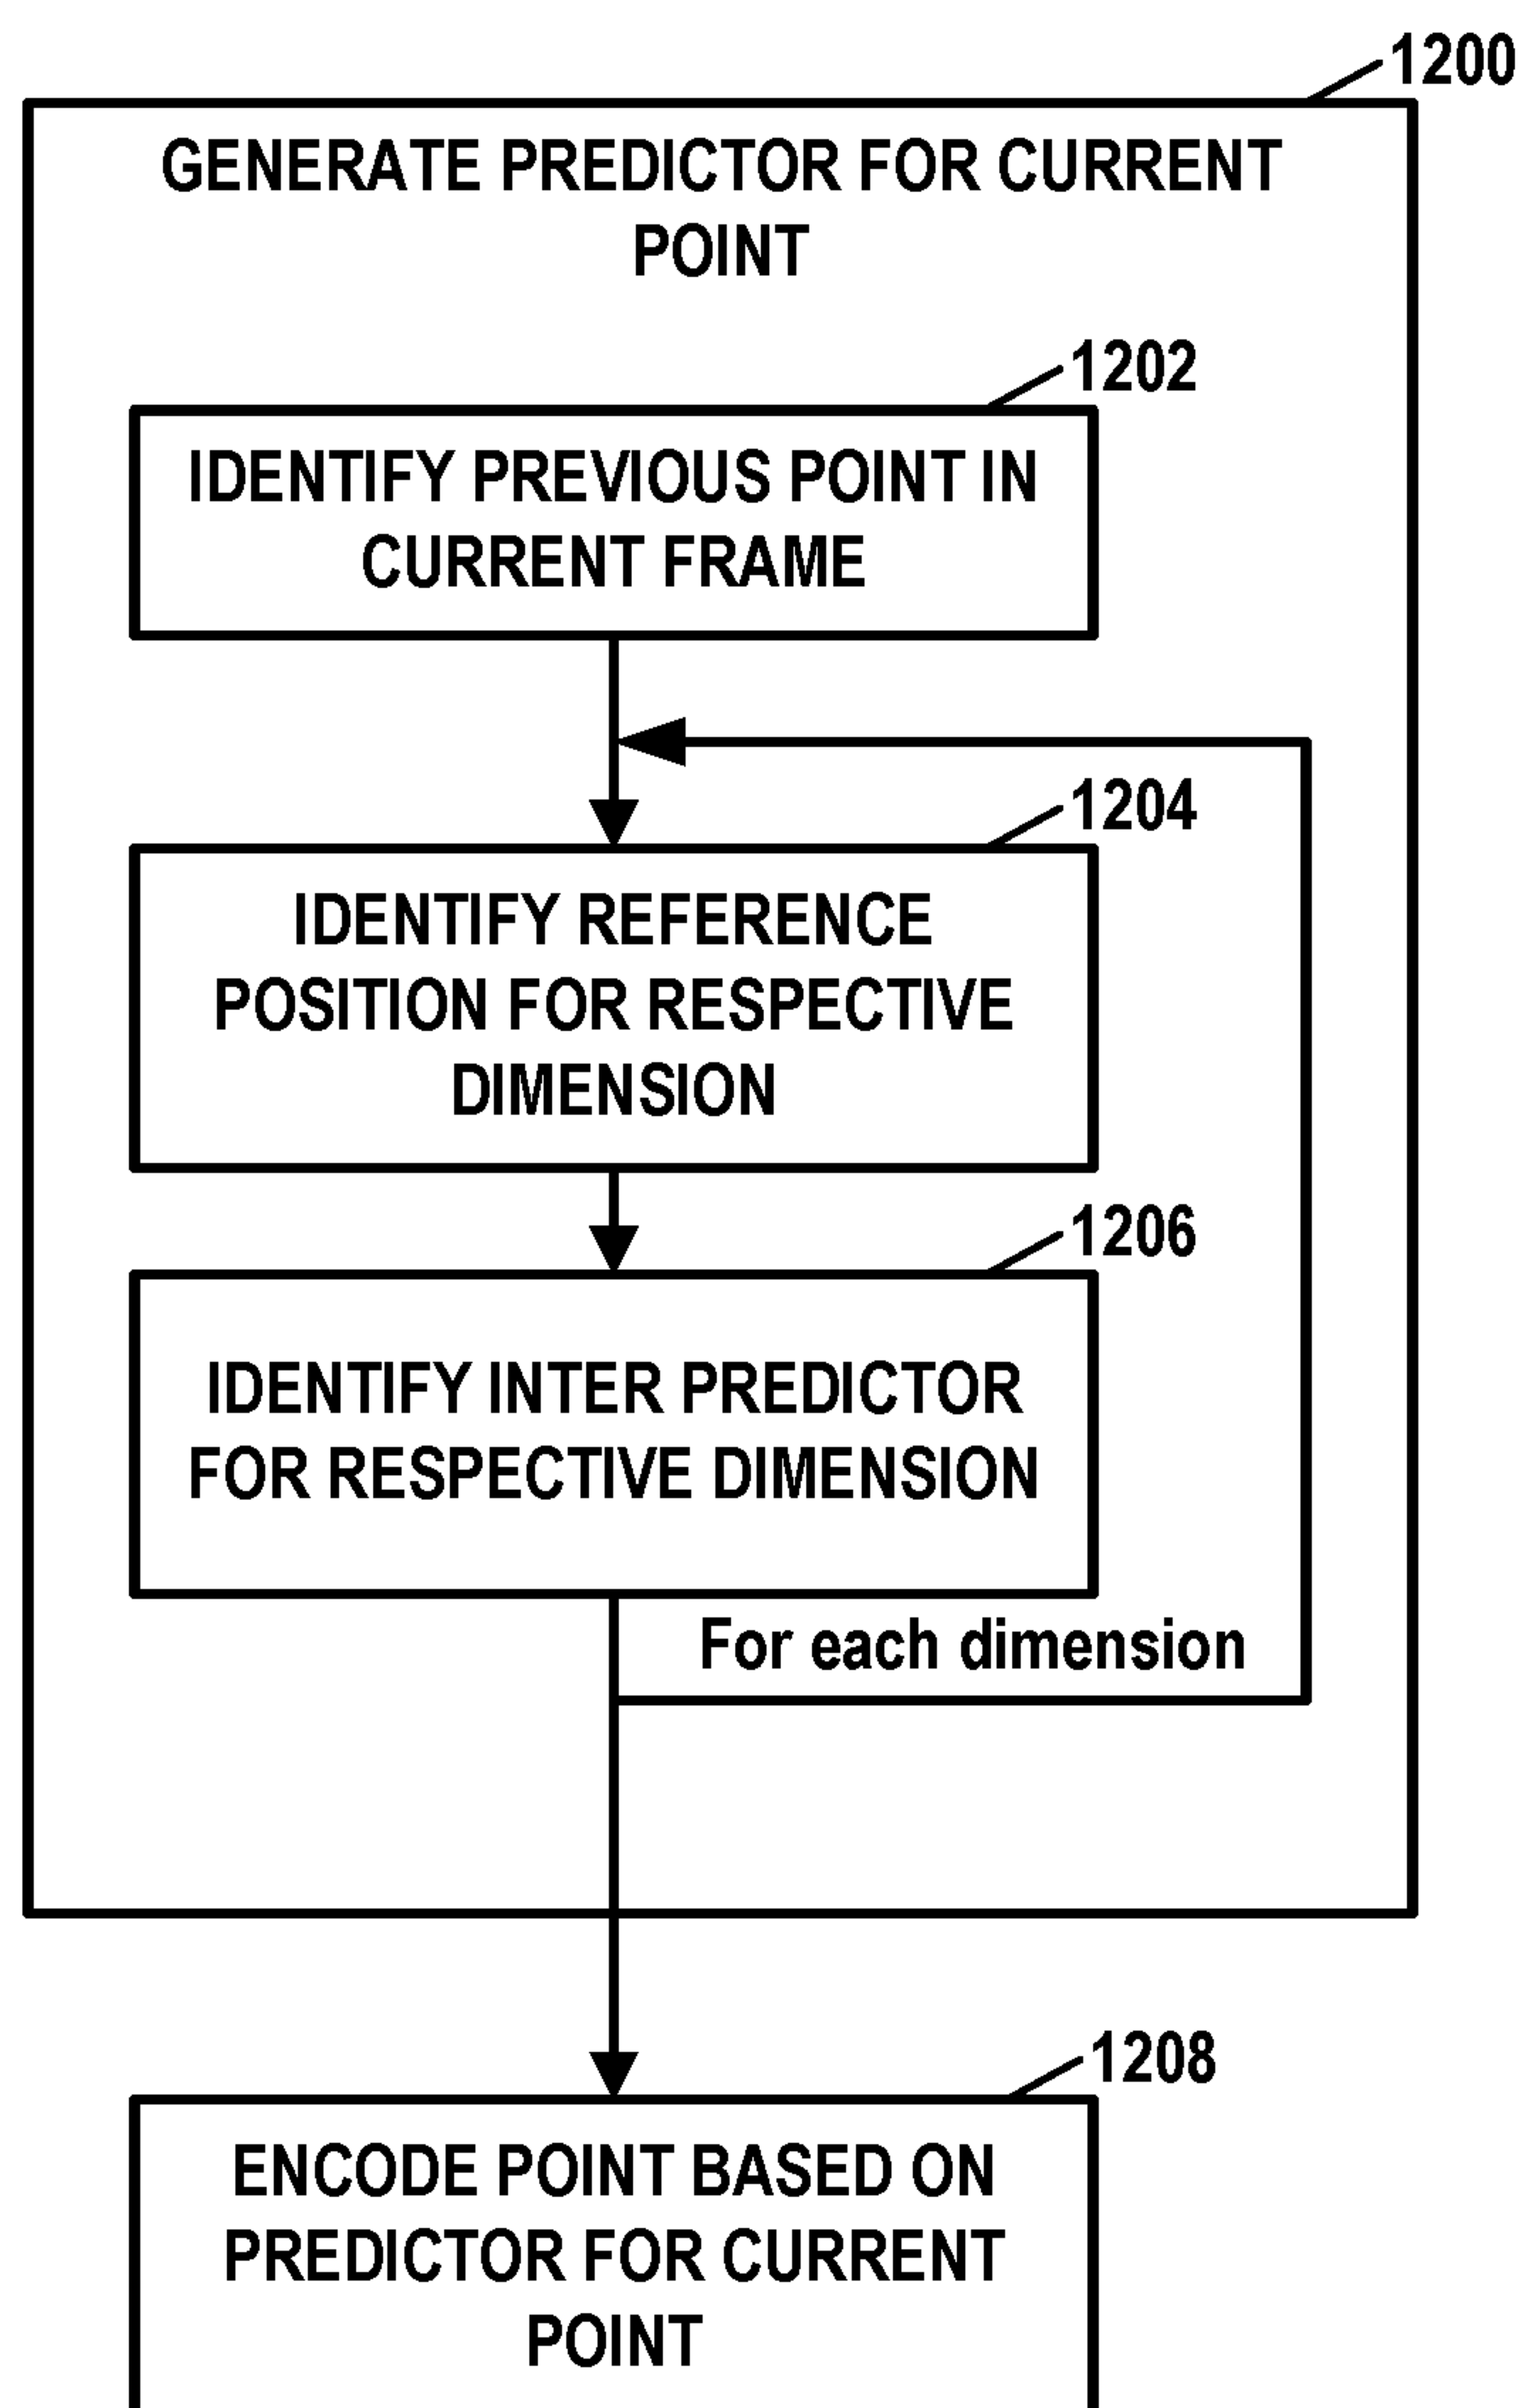 1200
GENERATE PREDICTOR FOR CURRENT
POINT
1202
IDENTIFY PREVIOUS POINT IN
CURRENT FRAME
1204
IDENTIFY REFERENCE
POSITION FOR RESPECTIVE
DIMENSION
1206
IDENTIFY INTER PREDICTOR
FOR RESPECTIVE DIMENSION
For each dimension
1208
ENCODE POINT BASED ON
PREDICTOR FOR CURRENT
POINT